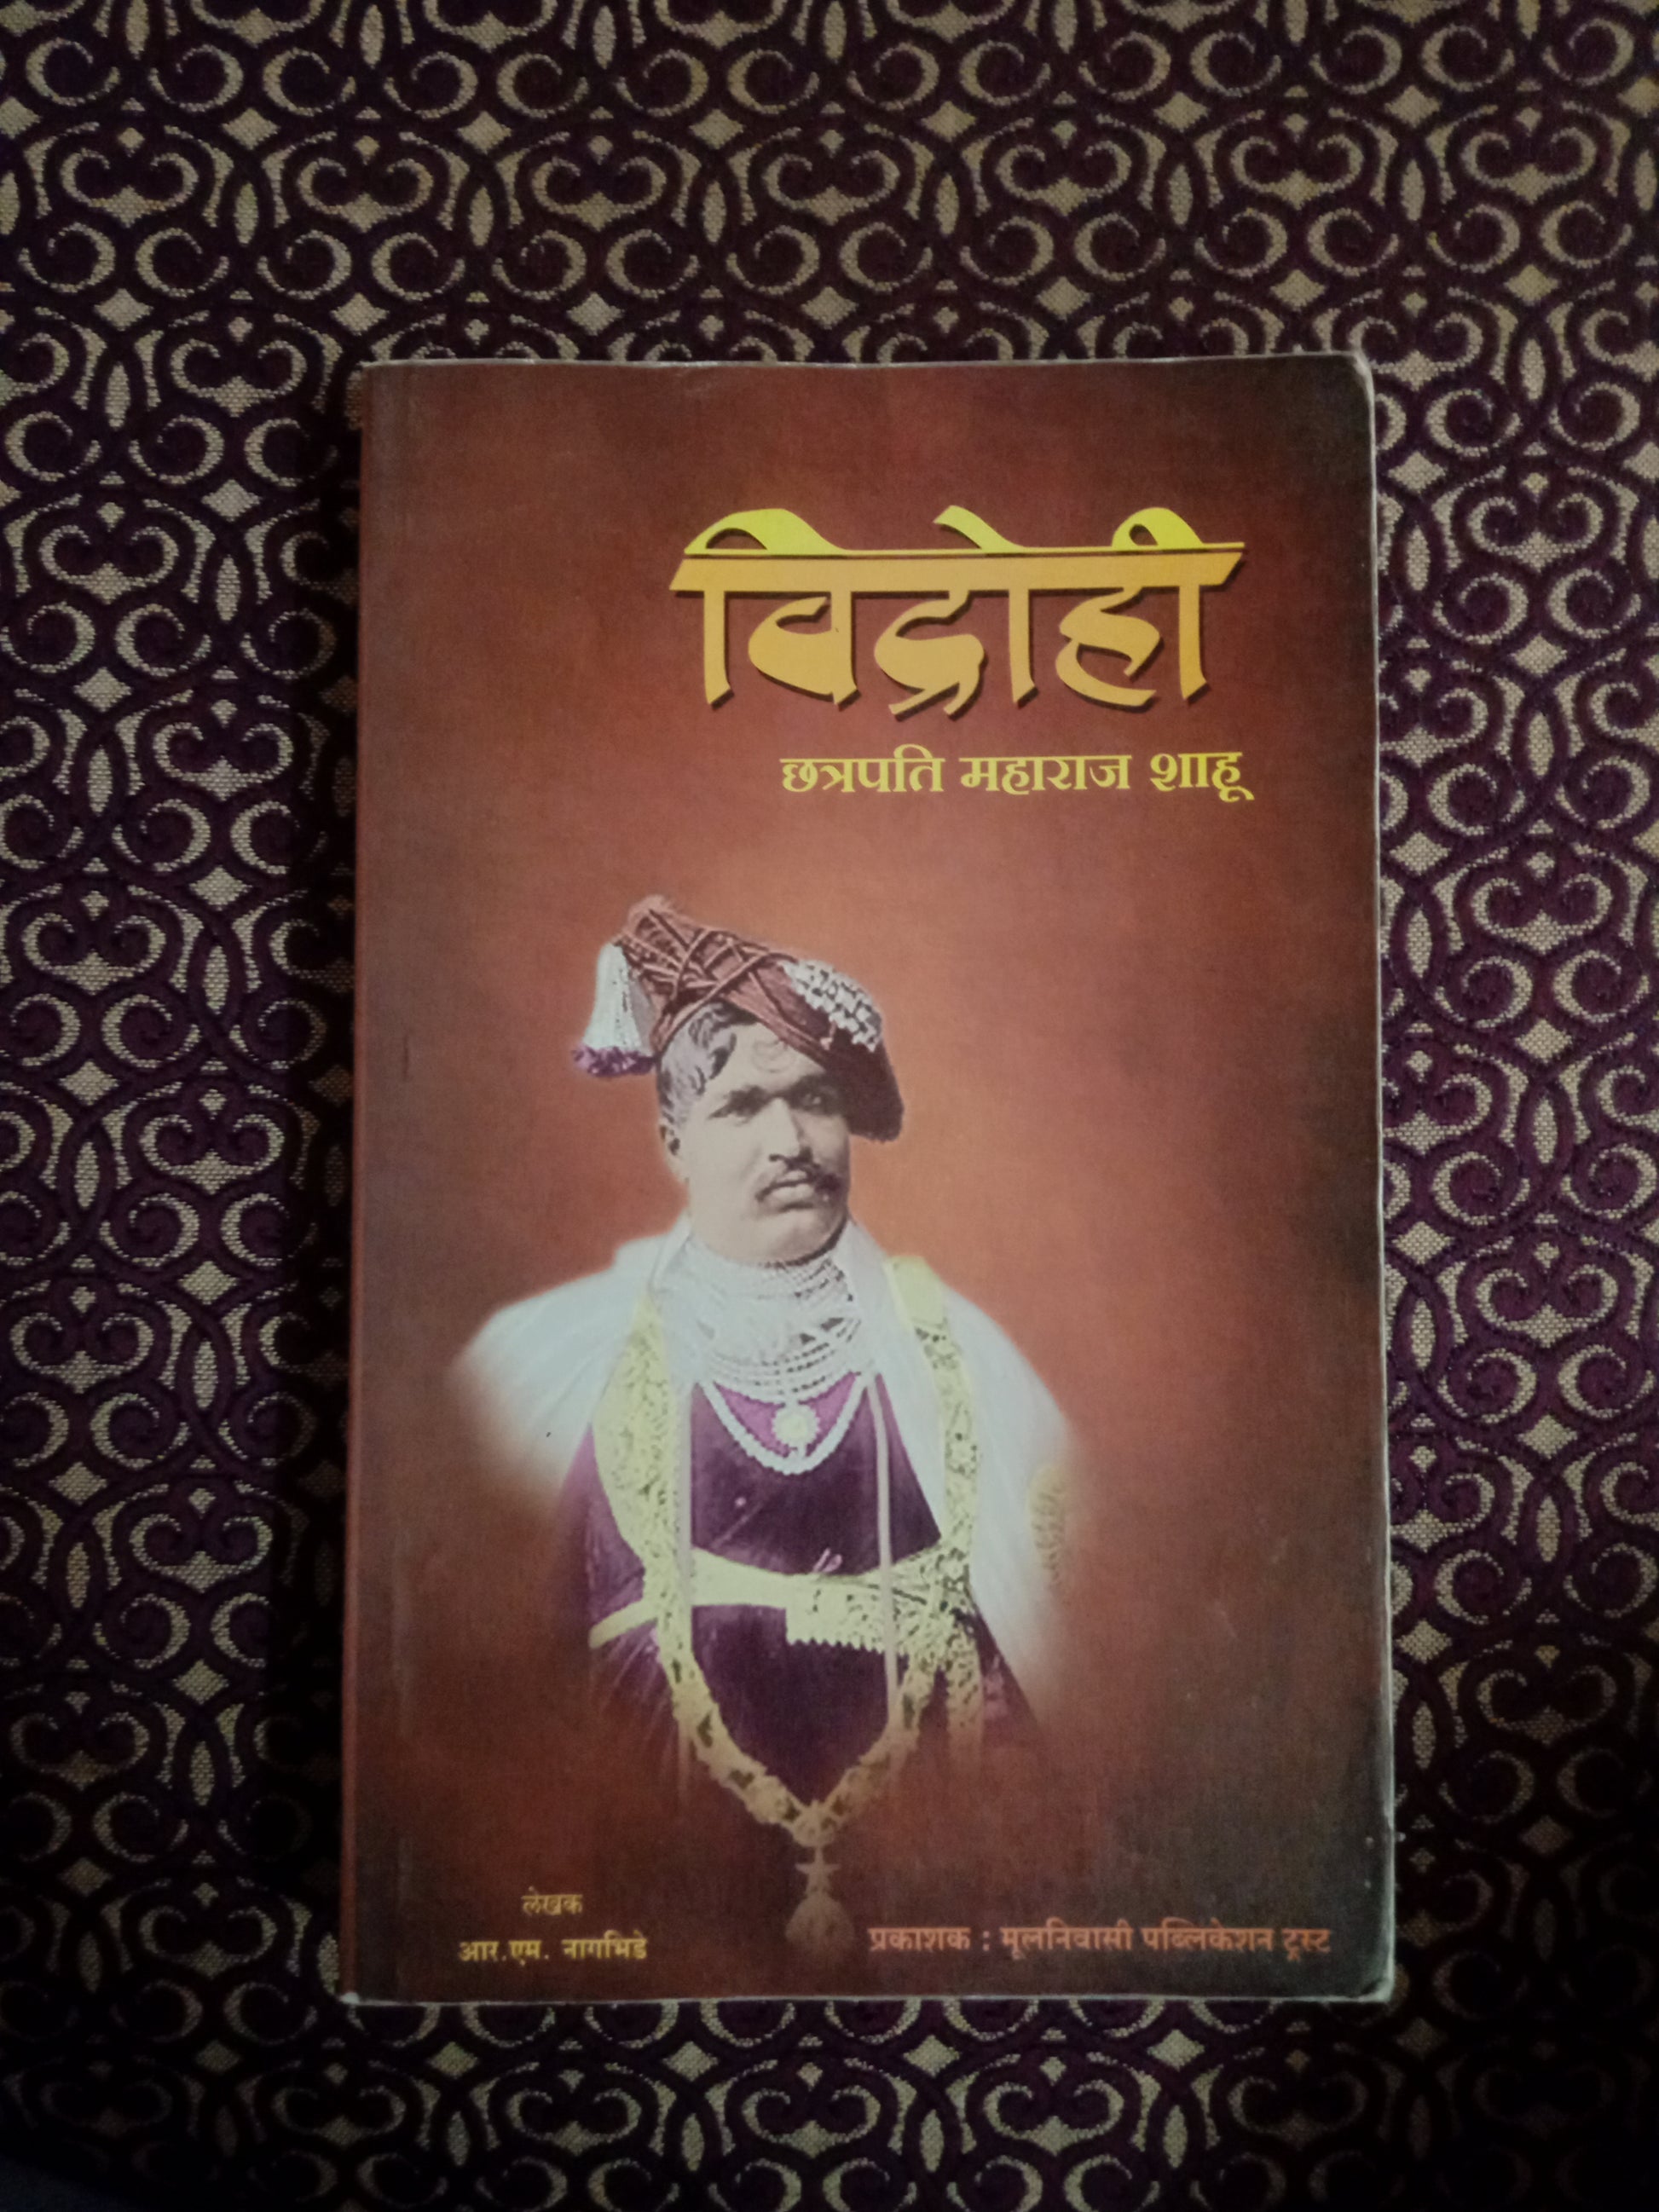 विद्रोही
छत्रपति महाराज शाहू
लेखक
आर.एम. नागभिडे
प्रकाशक : मूलनिवासी पब्लिकेशन ट्रस्ट